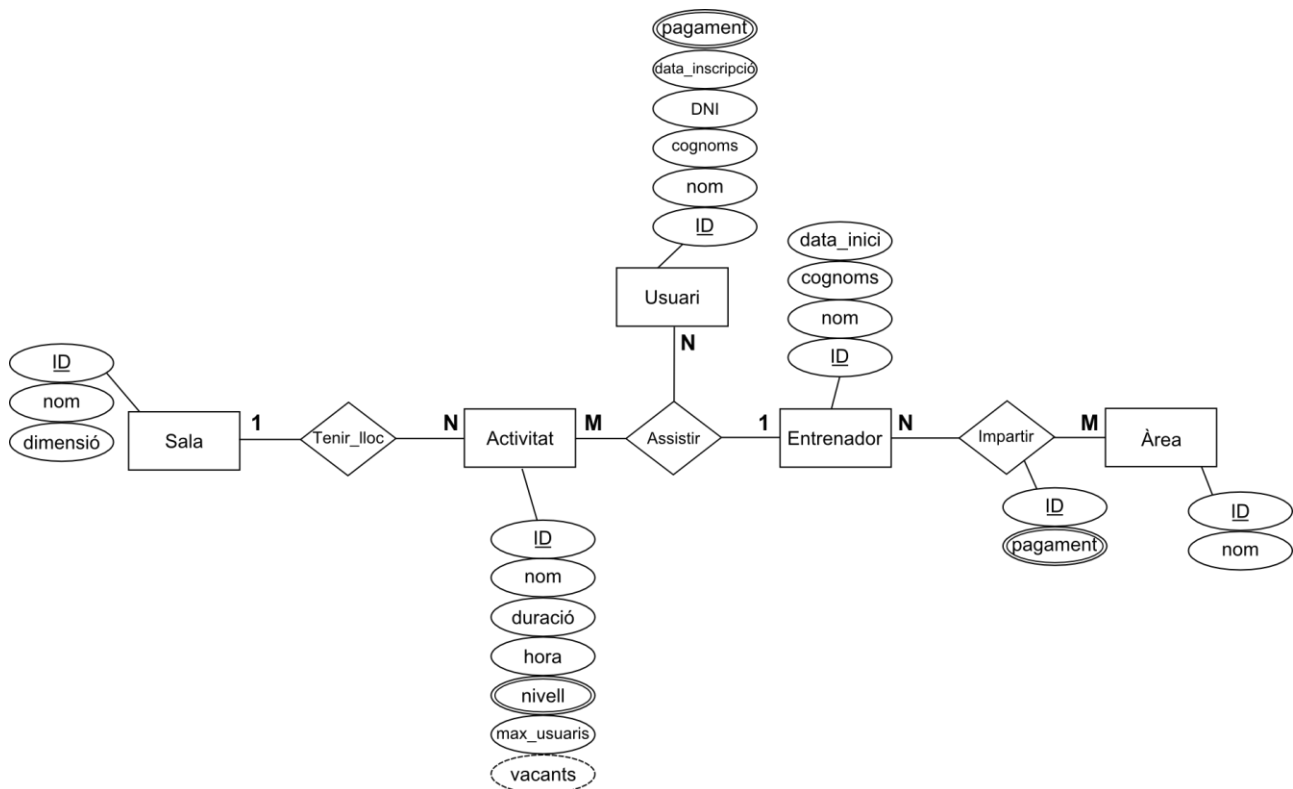 pagament
data_inscripció
DNI
cognoms
nom
ID
Usuari
N
data_inici
cognoms
nom
ID
ID
nom
dimensió
Sala
1
Tenir_lloc
N
Activitat
M
Assistir
1
Entrenador
N
Impartir
M
Àrea
ID
pagament
ID
nom
ID
nom
duració
hora
nivell
max_usuaris
vacants